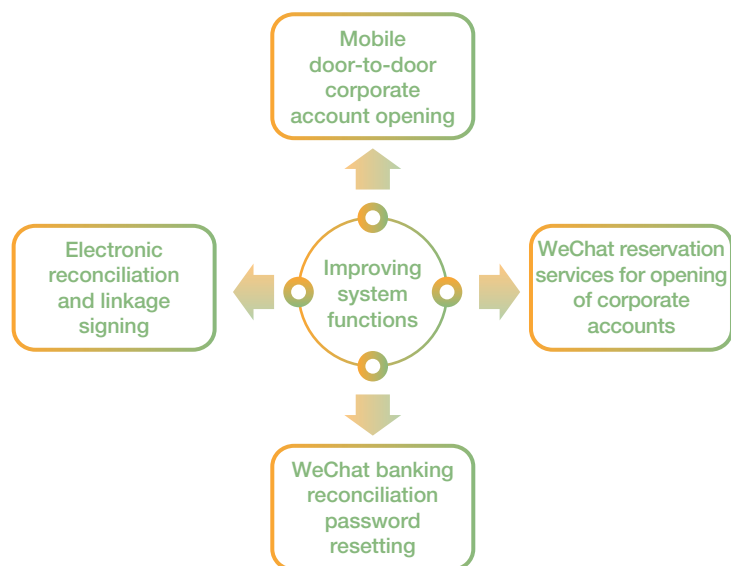 Mobile
door-to-door
corporate
account opening
Electronic
reconciliation
and linkage
signing
Improving
system
functions
WeChat reservation
services for opening
of corporate
accounts
WeChat banking
reconciliation
password
resetting